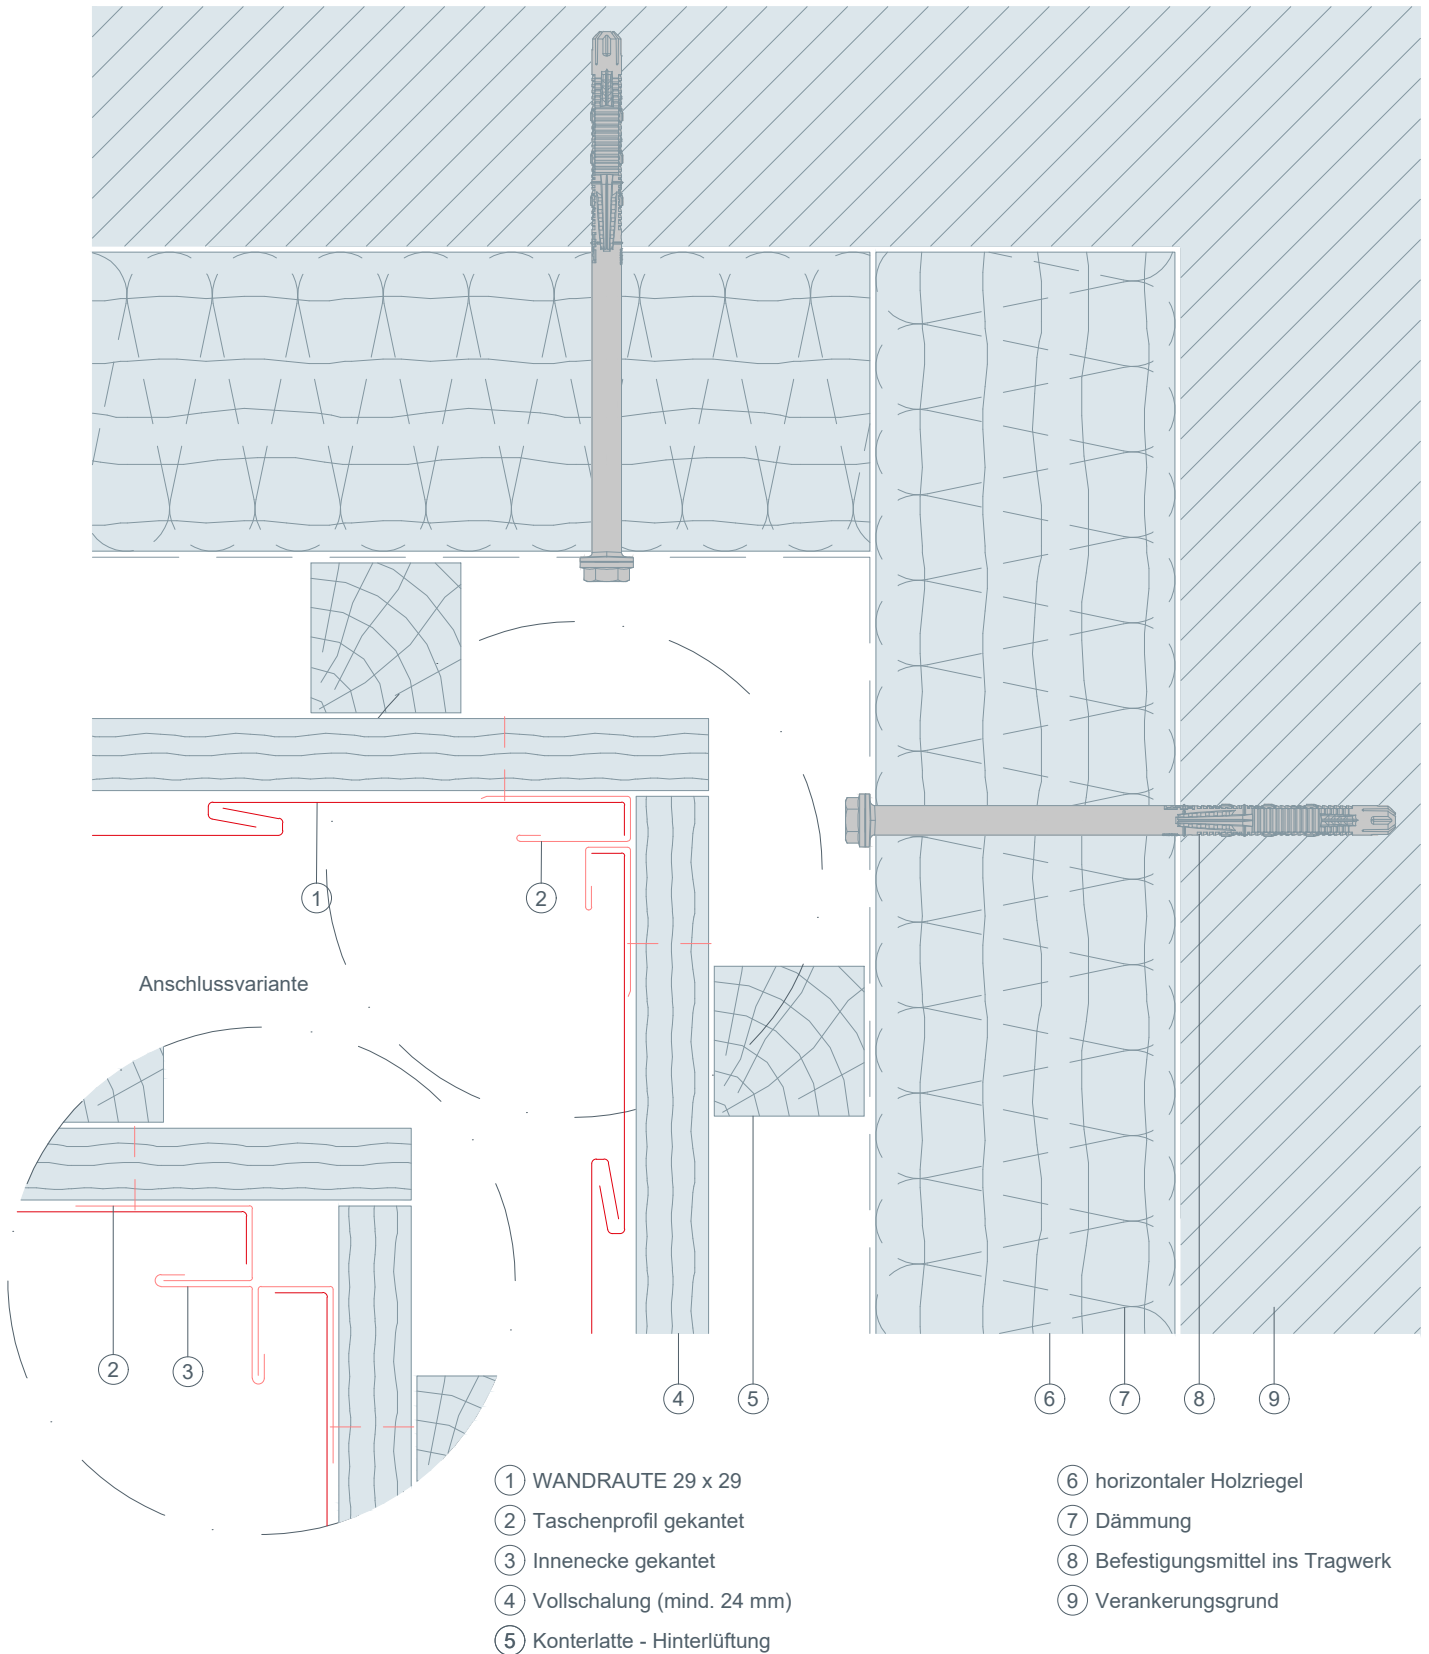 1
2
Anschlussvariante
2
3
4
5
6
7
8
9
1 WANDRAUTE 29 x 29
2 Taschenprofil gekantet
3 Innenecke gekantet
4 Vollschalung (mind. 24 mm)
5 Konterlatte - Hinterlüftung
6 horizontaler Holzriegel
7 Dämmung
8 Befestigungsmittel ins Tragwerk
9 Verankerungsgrund